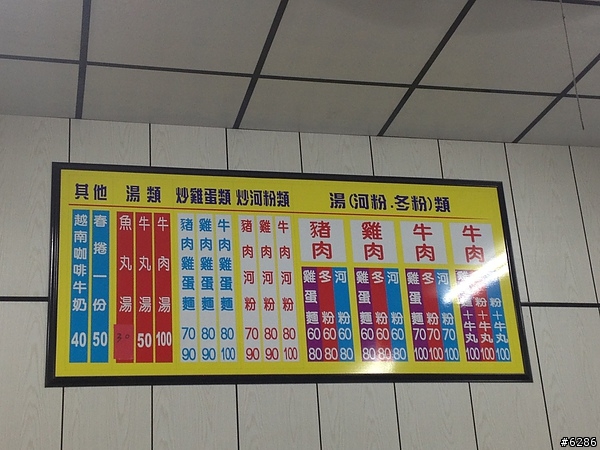 其他 湯類 炒雞蛋類 炒河粉類 湯(河粉.冬粉)類
越南咖啡牛奶 40
春捲一份 50
魚丸湯
牛丸湯 50
牛肉湯 100
豬肉雞蛋麵 70 90
雞肉雞蛋麵 80 90
牛肉雞蛋麵 80 100
豬肉河粉 70 90
雞肉河粉 80 90
牛肉河粉 80 100
豬肉
雞蛋麵 60 80
冬粉 60 80
河粉 60 80
雞肉
雞蛋麵 60 80
冬粉 60 80
河粉 60 80
牛肉
雞蛋麵 70 100
冬粉 70 100
河粉 70 100
牛肉
+牛丸 100
粉+牛丸 100
粉+牛丸 100
#6286